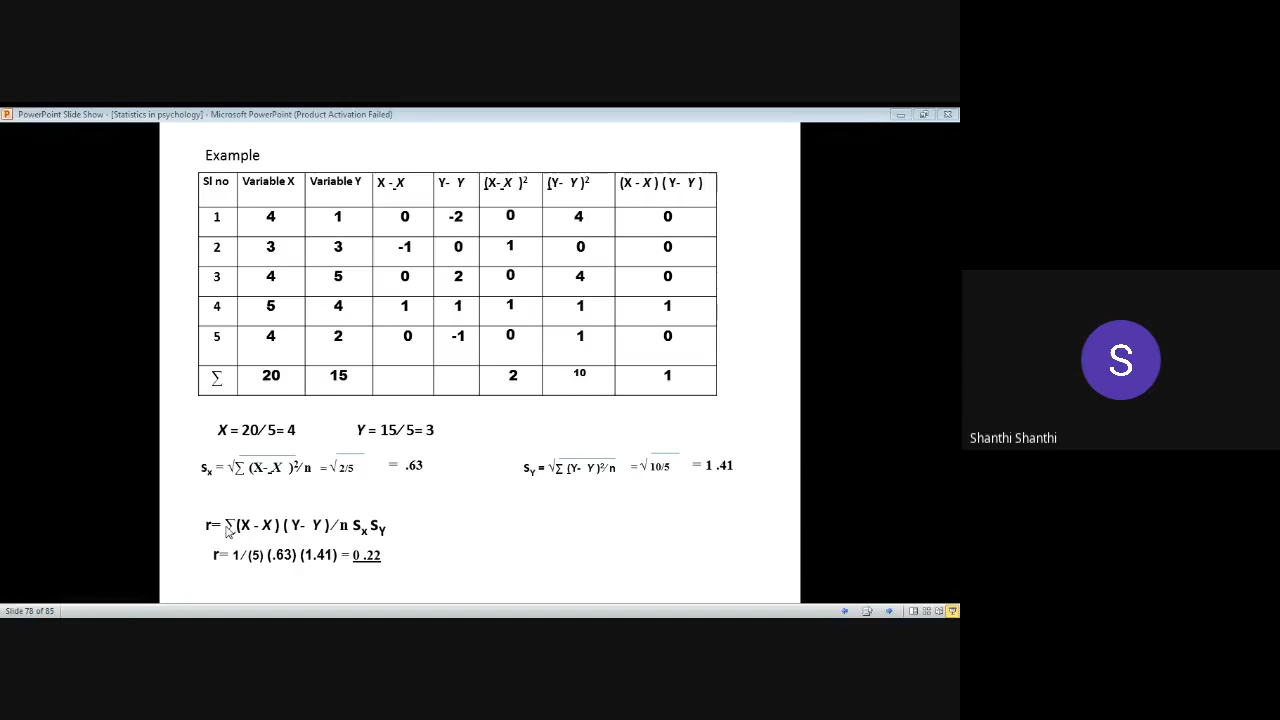 PowerPoint Slide Show - [Statistics in psychology] - Microsoft PowerPoint (Product Activation Failed)
Example
Sl no Variable X Variable Y X - X Y- Y (X- X )2 (Y- Y )2 (X - X ) ( Y- Y )
1 4 1 0 -2 0 4 0
2 3 3 -1 0 1 0 0
3 4 5 0 2 0 4 0
4 5 4 1 1 1 1 1
5 4 2 0 -1 0 1 0
∑ 20 15 2 10 1
X = 20/ 5= 4 Y = 15/ 5= 3
Sx = √∑ (X- X )2/ n = √ 2/5 = .63 SY = √∑ (Y- Y )2/ n = √ 10/5 = 1 .41
r= ∑(X - X ) ( Y- Y ) / n Sx SY
r= 1/ (5) (.63) (1.41) = 0 .22
Slide 78 of 85
S
Shanthi Shanthi